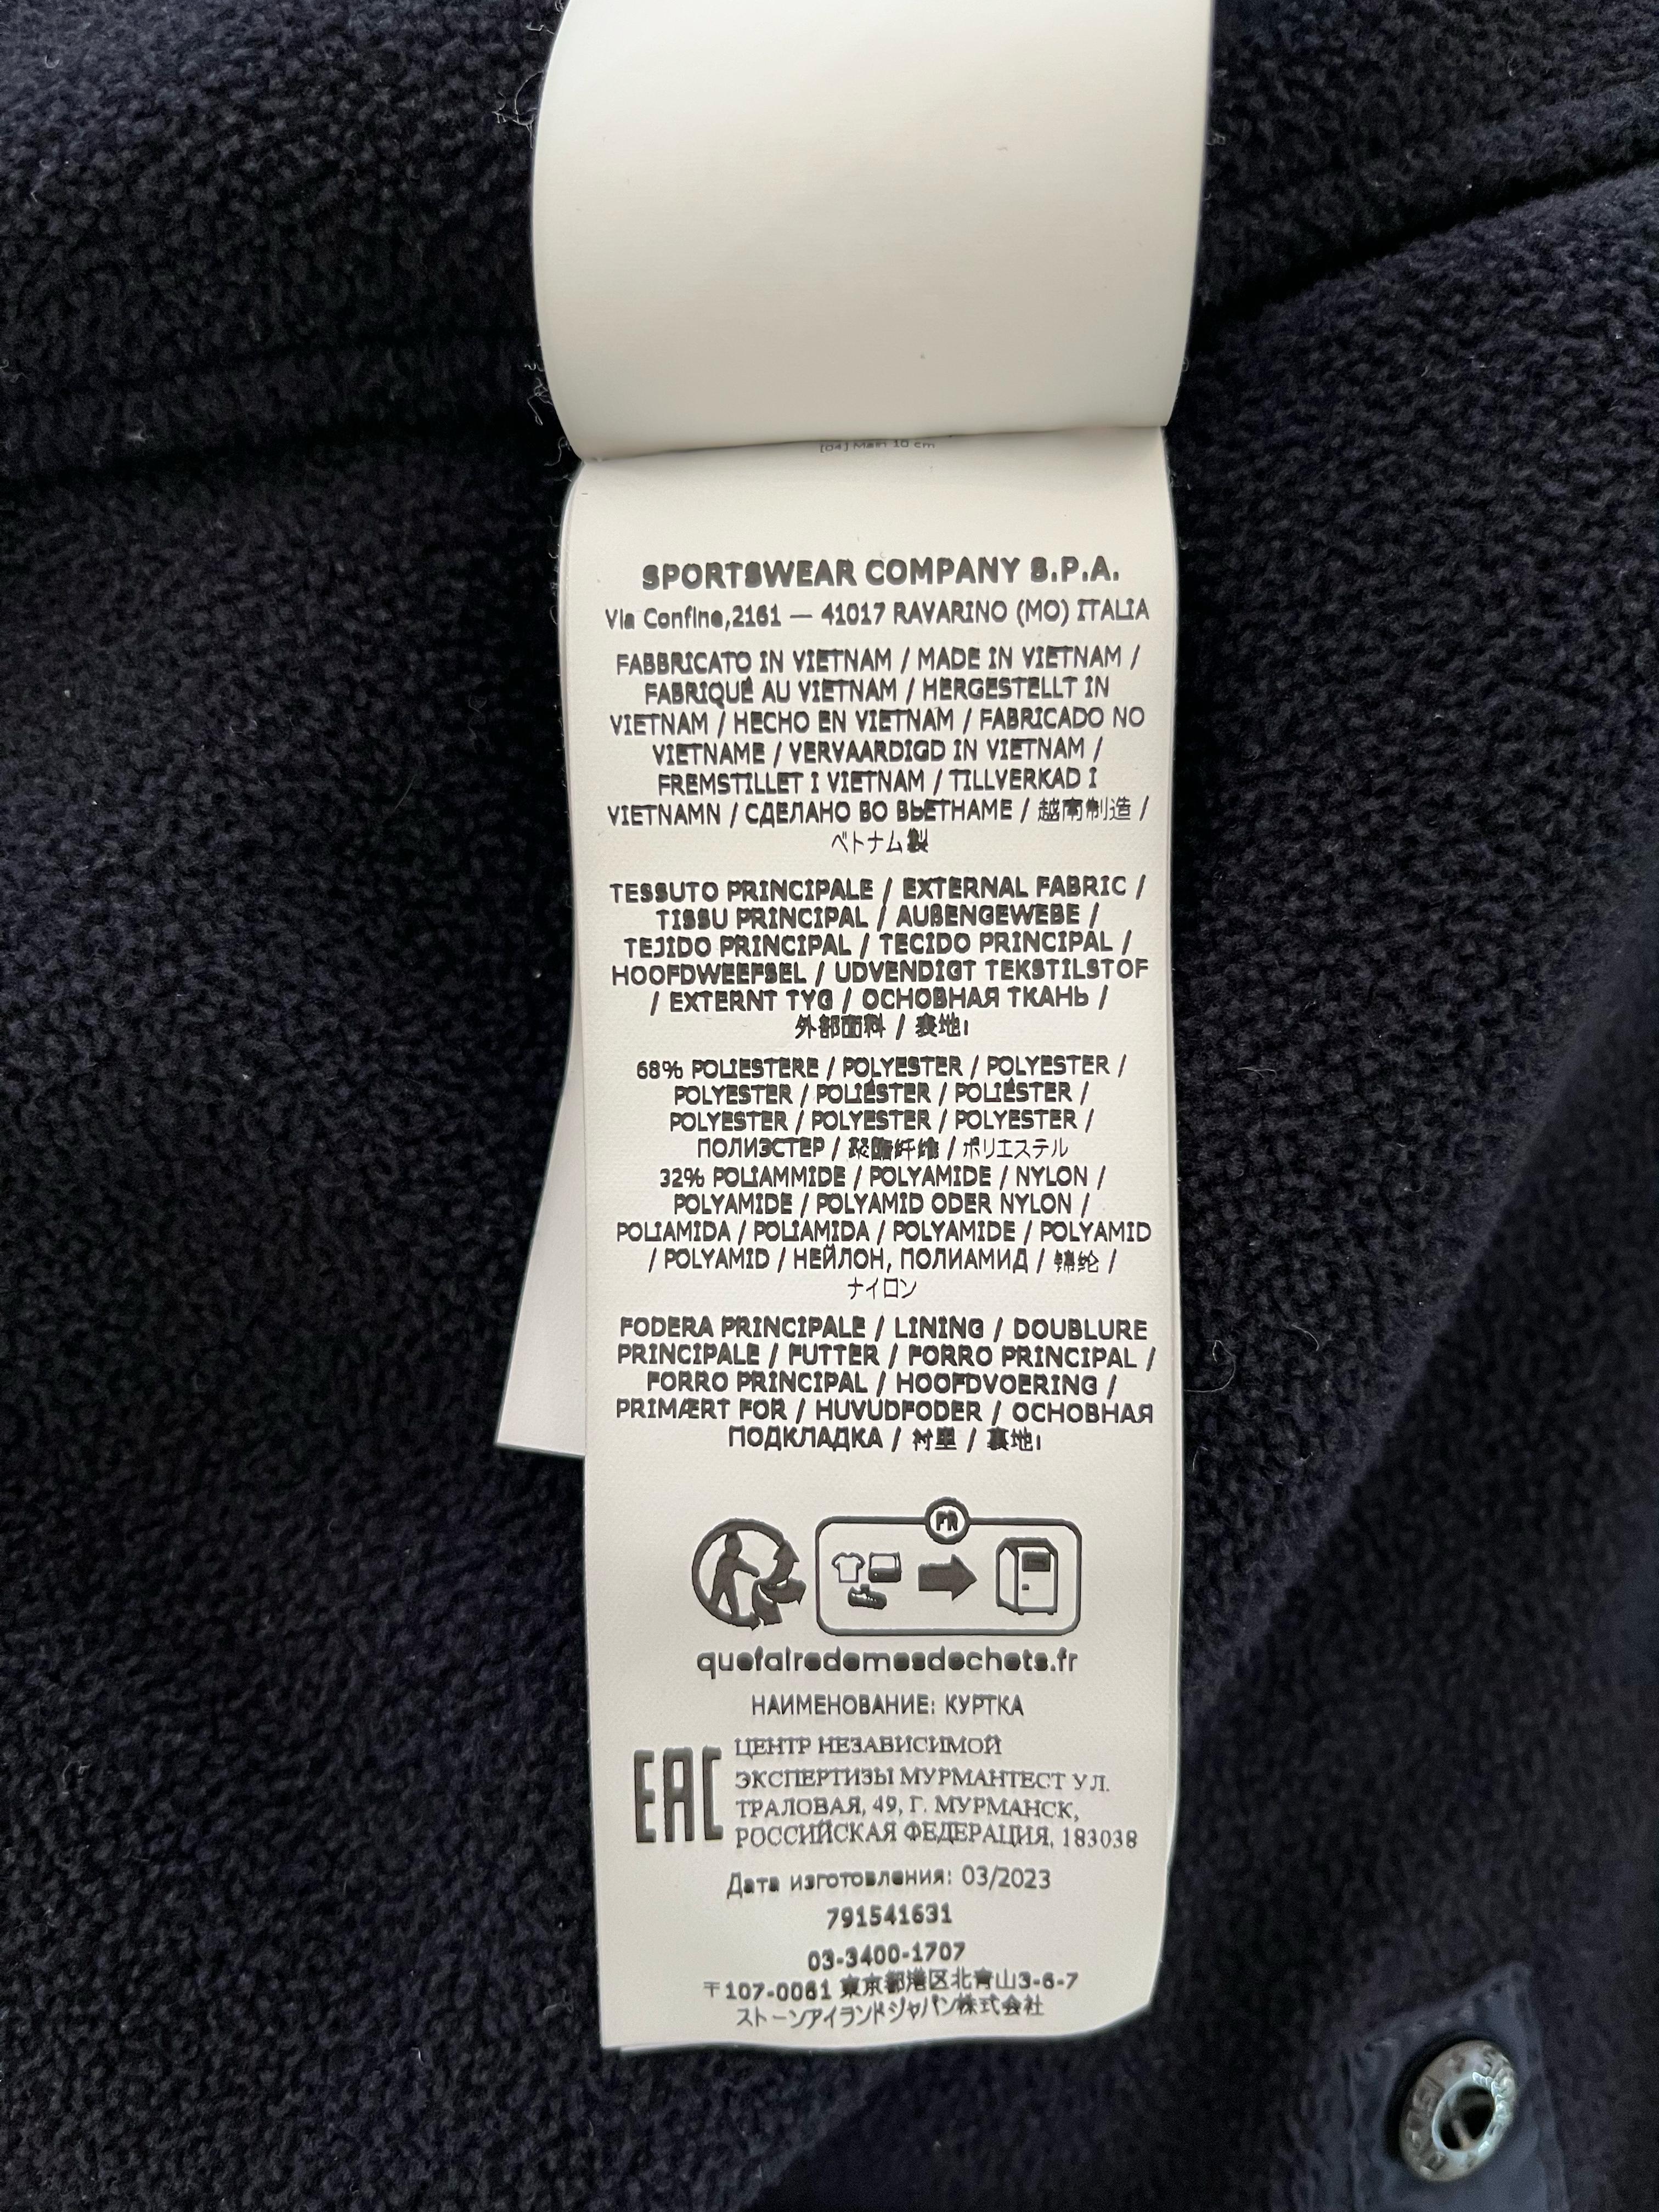 [04] Main 10 cm
SPORTSWEAR COMPANY S.P.A.
Via Confine,2161 — 41017 RAVARINO (MO) ITALIA
FABBRICATO IN VIETNAM / MADE IN VIETNAM /
FABRIQUÉ AU VIETNAM / HERGESTELLT IN
VIETNAM / HECHO EN VIETNAM / FABRICADO NO
VIETNAME / VERVAARDIGD IN VIETNAM /
FREMSTILLET I VIETNAM / TILLVERKAD I
VIETNAMN / СДЕЛАНО ВО ВЬЕТНАМЕ / 越南制造 /
ベトナム製
TESSUTO PRINCIPALE / EXTERNAL FABRIC /
TISSU PRINCIPAL / AUßENGEWEBE /
TEJIDO PRINCIPAL / TECIDO PRINCIPAL /
HOOFDWEEFSEL / UDVENDIGT TEKSTILSTOF
/ EXTERNT TYG / ОСНОВНАЯ ТКАНЬ /
外部面料 / 表地:
68% POLIESTERE / POLYESTER / POLYESTER /
POLYESTER / POLIÉSTER / POLIÉSTER /
POLYESTER / POLYESTER / POLYESTER /
ПОЛИЭСТЕР / 聚酯纤维 / ポリエステル
32% POLIAMMIDE / POLYAMIDE / NYLON /
POLYAMIDE / POLYAMID ODER NYLON /
POLIAMIDA / POLIAMIDA / POLYAMIDE / POLYAMID
/ POLYAMID / НЕЙЛОН, ПОЛИАМИД / 锦纶 /
ナイロン
FODERA PRINCIPALE / LINING / DOUBLURE
PRINCIPALE / FUTTER / FORRO PRINCIPAL /
FORRO PRINCIPAL / HOOFDVOERING /
PRIMÆRT FOR / HUVUDFODER / ОСНОВНАЯ
ПОДКЛАДКА / 衬里 / 裏地:
FR
quefairedemesdechets.fr
НАИМЕНОВАНИЕ: КУРТКА
EAC
ЦЕНТР НЕЗАВИСИМОЙ
ЭКСПЕРТИЗЫ МУРМАНТЕСТ УЛ.
ТРАЛОВАЯ, 49, Г. МУРМАНСК,
РОССИЙСКАЯ ФЕДЕРАЦИЯ, 183038
Дата изготовления: 03/2023
791541631
03-3400-1707
〒107-0061 東京都港区北青山3-6-7
ストーンアイランドジャパン株式会社